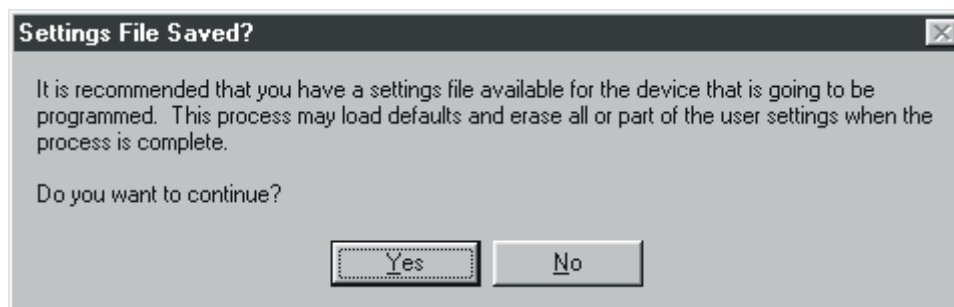 Settings File Saved?
It is recommended that you have a settings file available for the device that is going to be
programmed.  This process may load defaults and erase all or part of the user settings when the
process is complete.
Do you want to continue?
Yes No